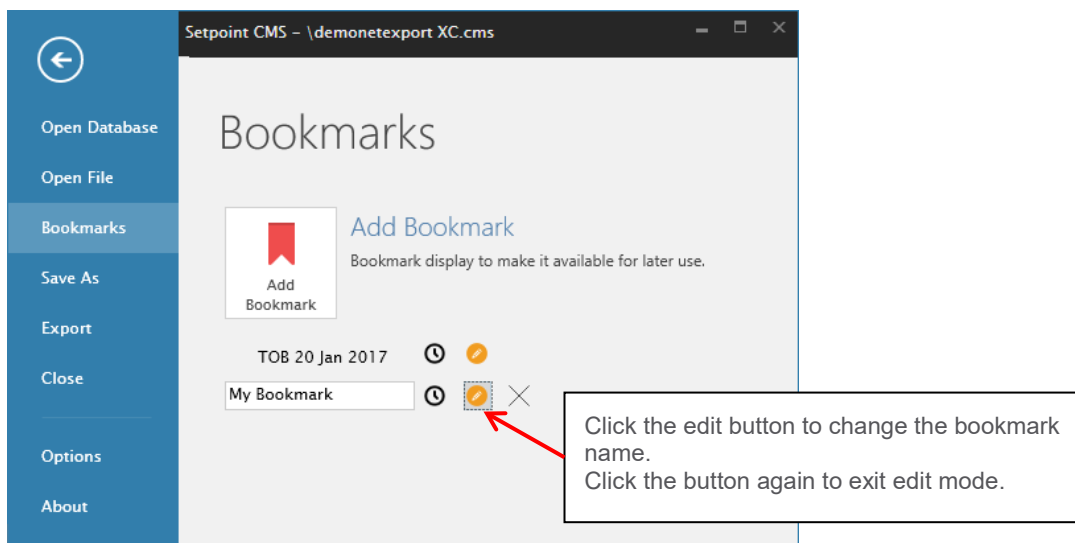 Setpoint CMS – \demonetexport XC.cms
Open Database
Open File
Bookmarks
Save As
Export
Close
Options
About
Bookmarks
Add
Bookmark
Add Bookmark
Bookmark display to make it available for later use.
TOB 20 Jan 2017
My Bookmark
Click the edit button to change the bookmark
name.
Click the button again to exit edit mode.